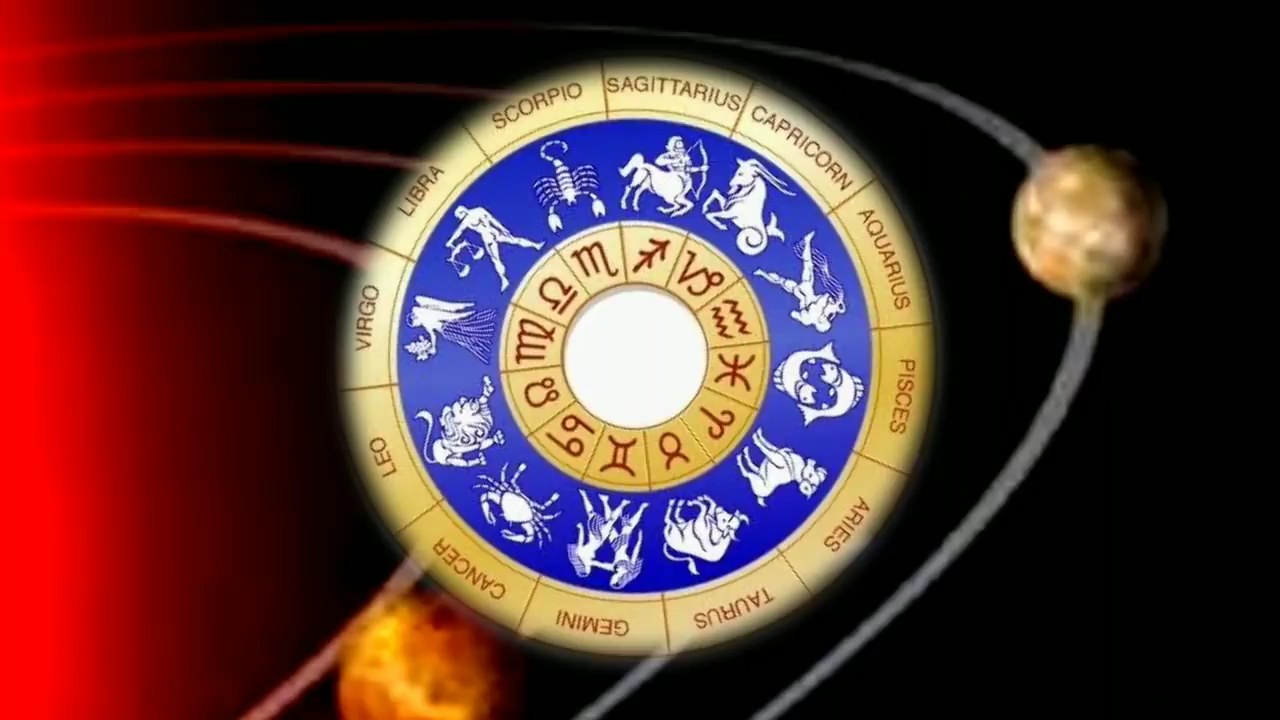 SCORPIO
SAGITTARIUS
CAPRICORN
AQUARIUS
PISCES
ARIES
TAURUS
GEMINI
CANCER
LEO
VIRGO
LIBRA
♏
♐
♑
♒
♓
♈
♉
♊
♋
♌
♍
♎